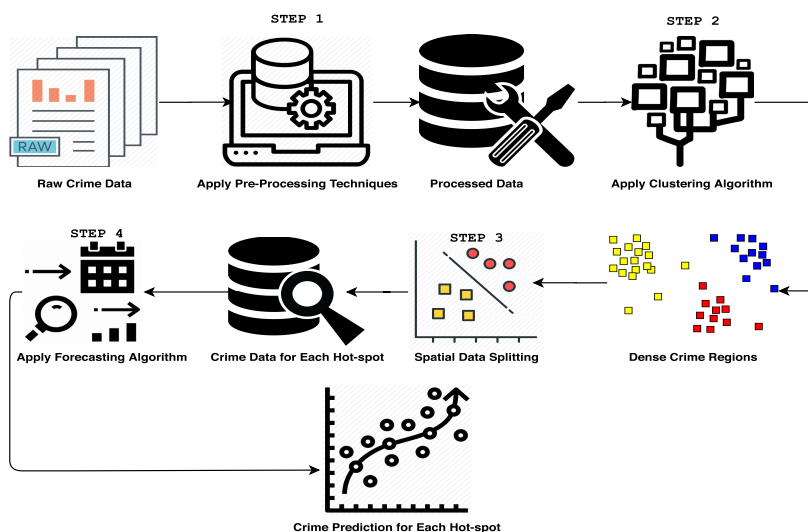 STEP 1
STEP 2
RAW
Raw Crime Data
Apply Pre-Processing Techniques
Processed Data
Apply Clustering Algorithm
STEP 4
STEP 3
Apply Forecasting Algorithm
Crime Data for Each Hot-spot
Spatial Data Splitting
Dense Crime Regions
Crime Prediction for Each Hot-spot